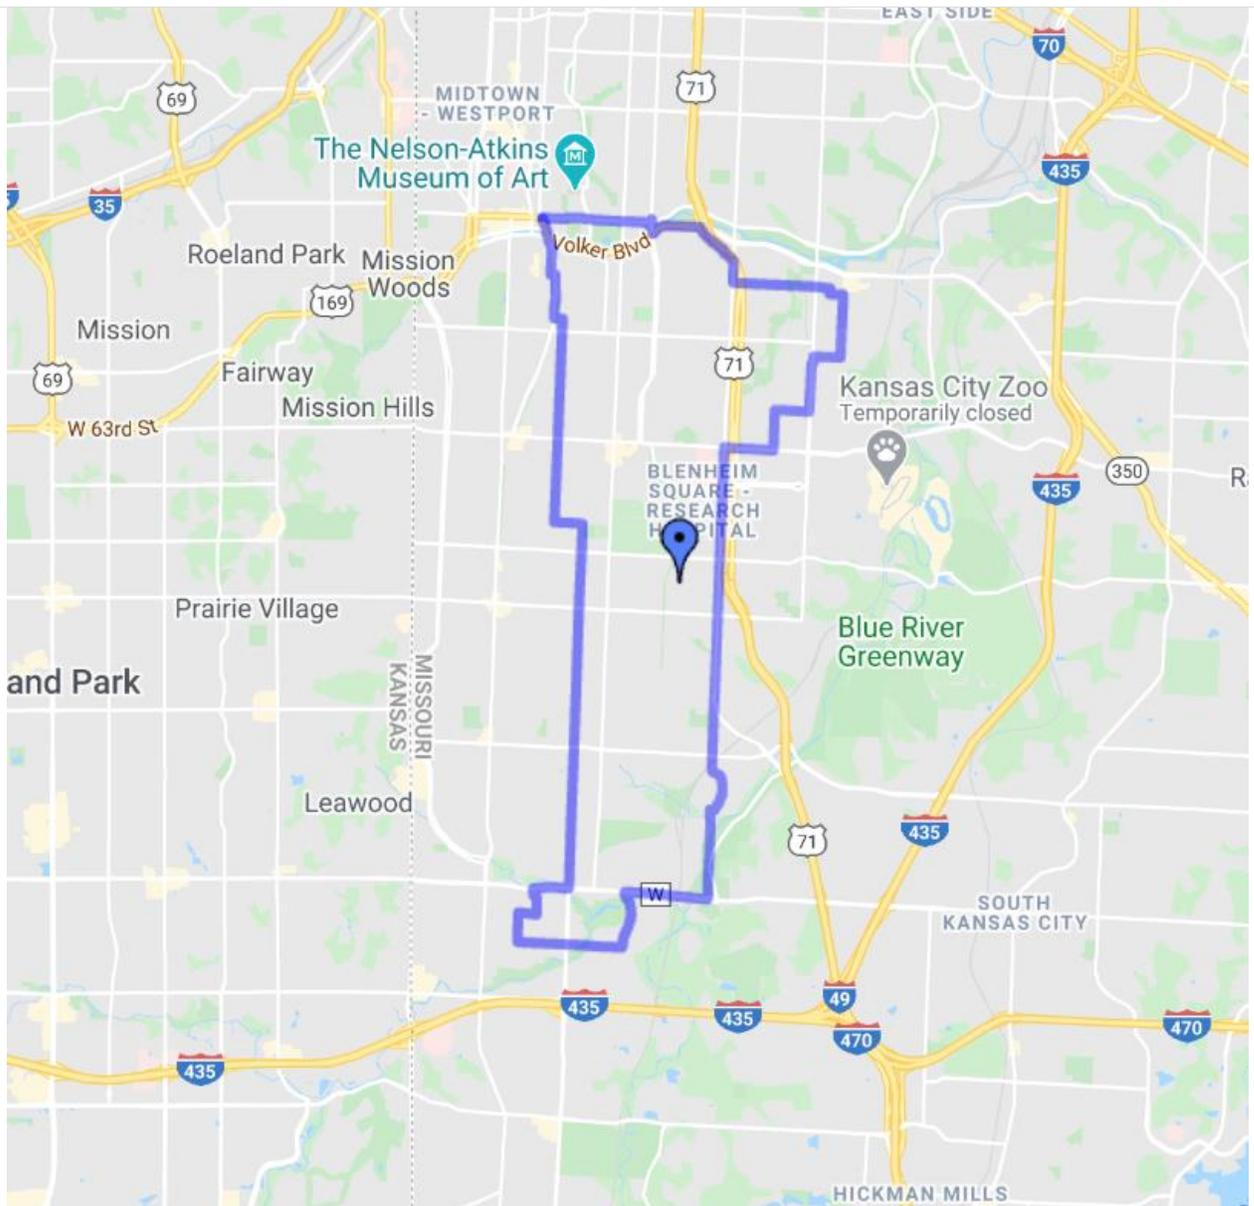 EAST SIDE
70
69
71
MIDTOWN
- WESTPORT
The Nelson-Atkins
Museum of Art
M
435
35
Volker Blvd
Roeland Park
Mission
Woods
169
Mission
71
69
Fairway
Kansas City Zoo
Temporarily closed
Mission Hills
W 63rd St
BLENHEIM
SQUARE -
RESEARCH
350
435
Prairie Village
Blue River
Greenway
MISSOURI
KANSAS
and Park
Leawood
435
71
W
SOUTH
KANSAS CITY
49
435
435
470
470
435
HICKMAN MILLS